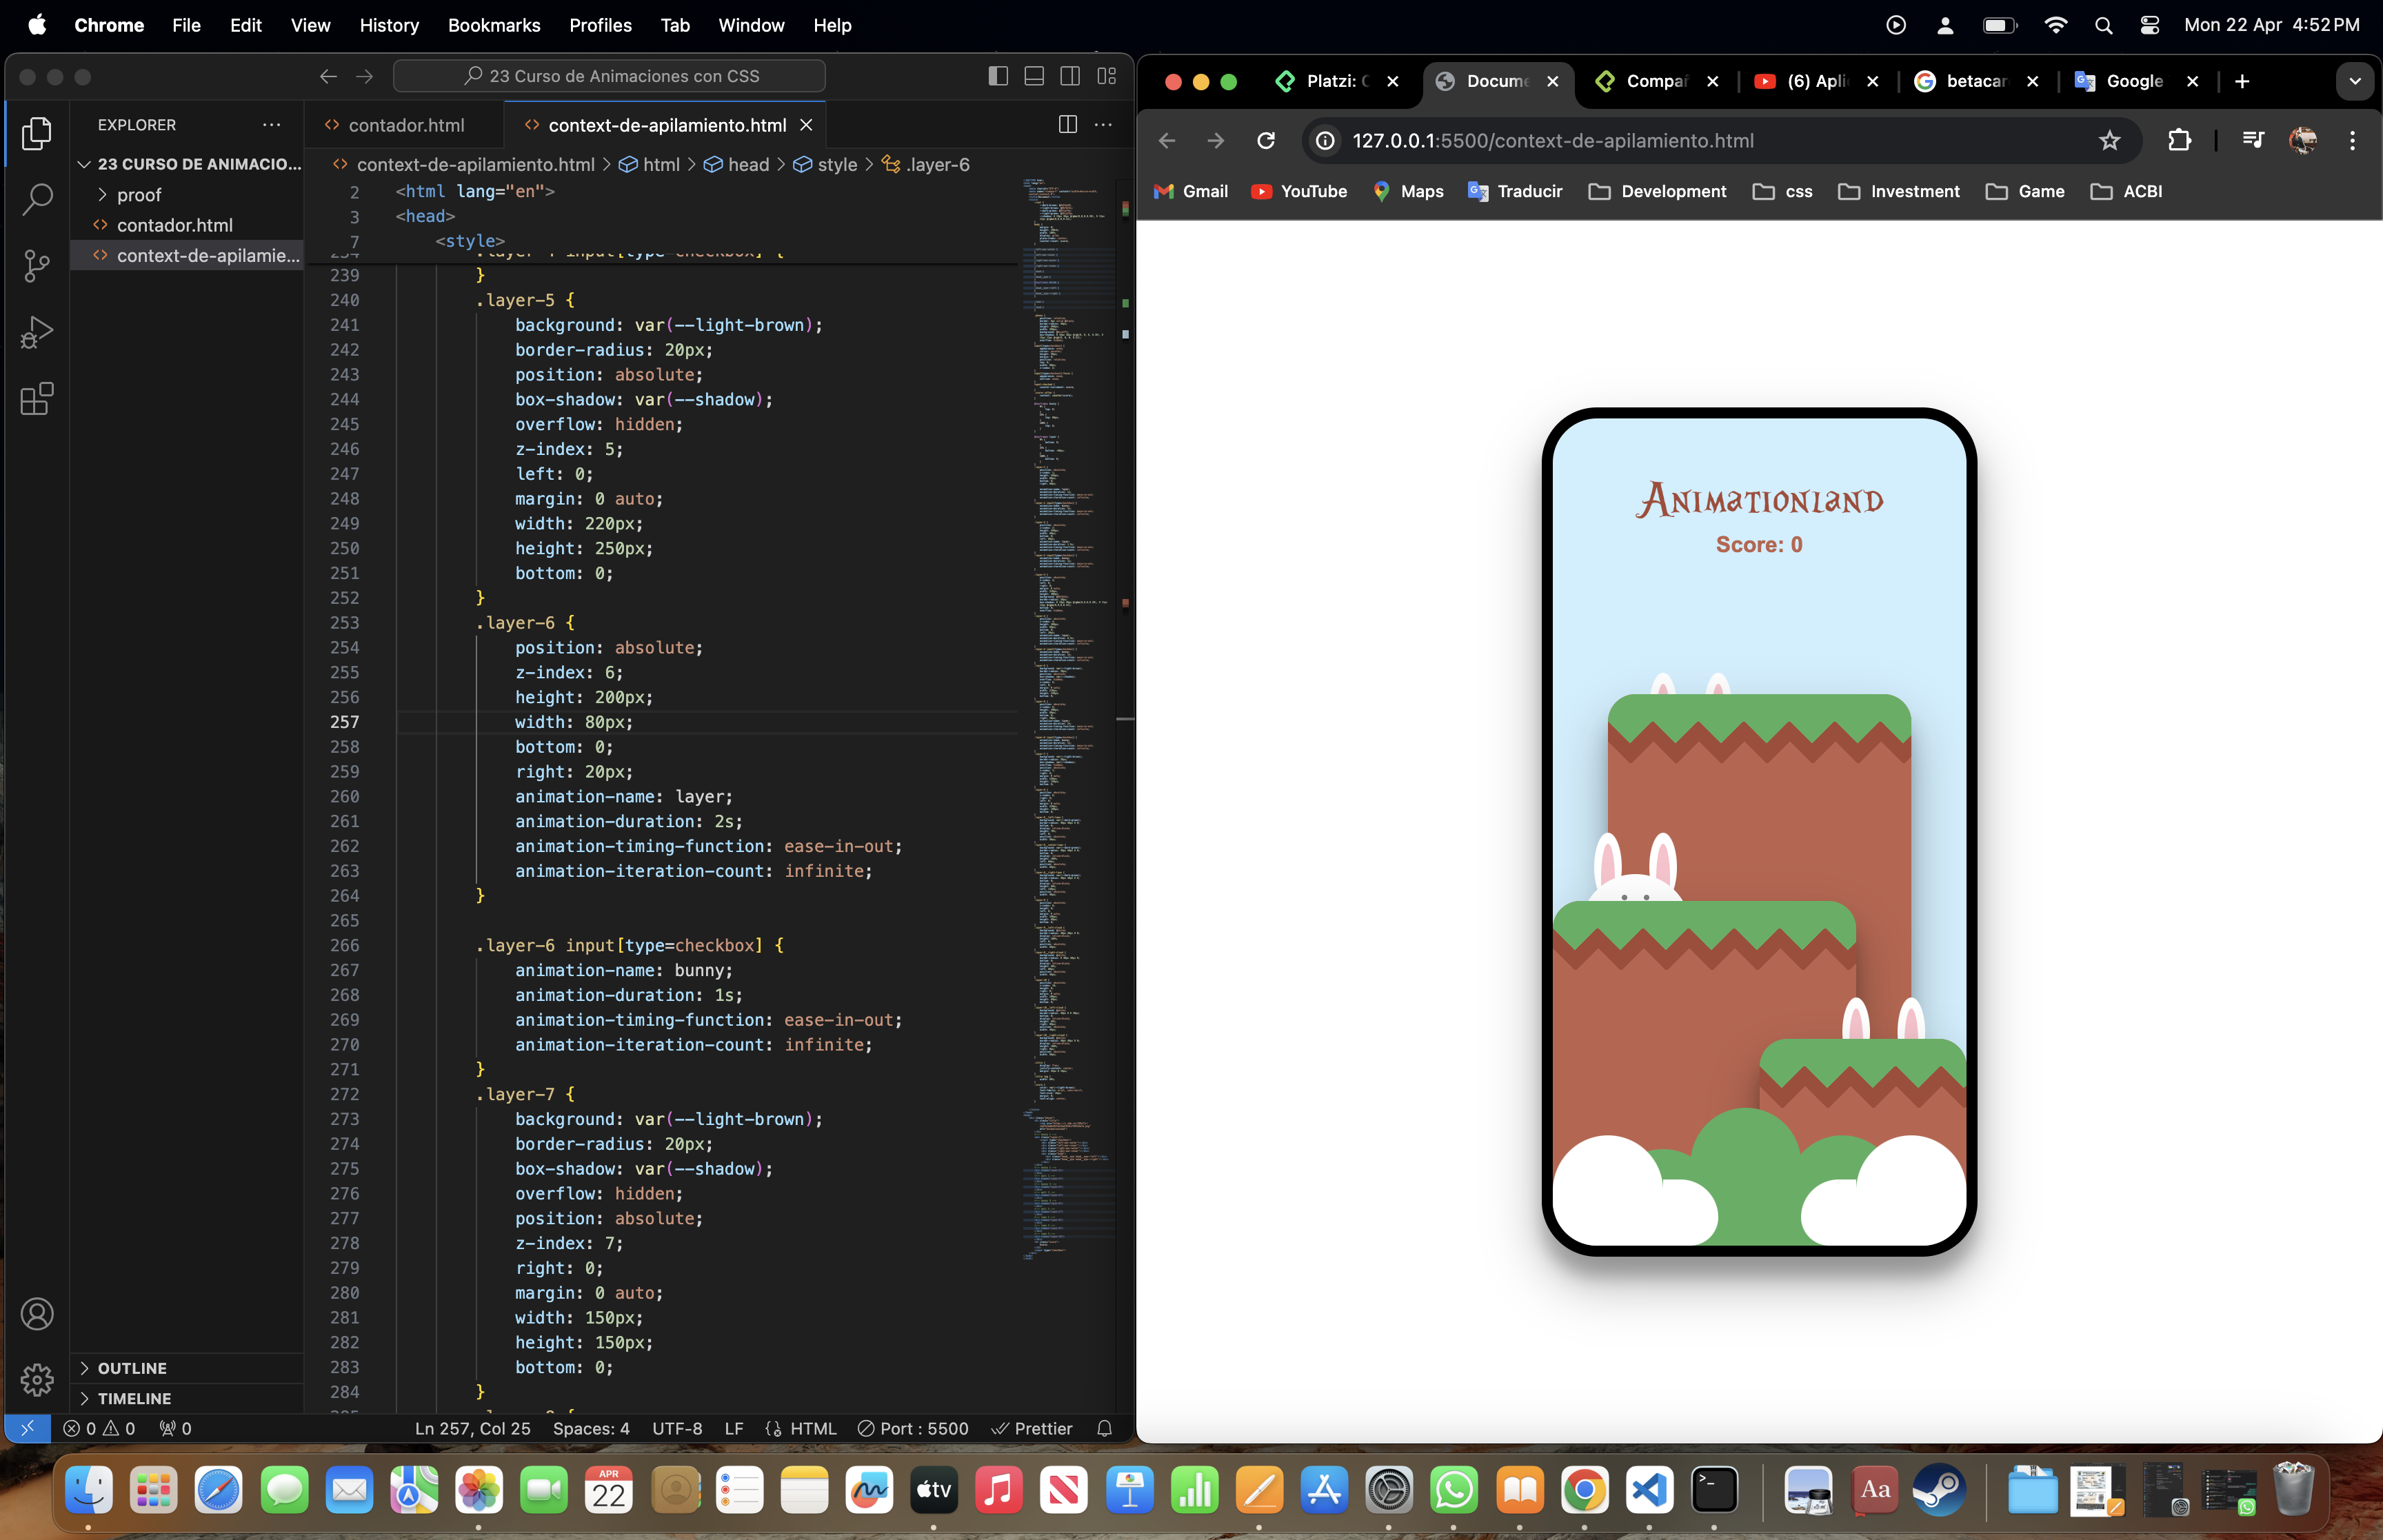 Chrome File Edit View History Bookmarks Profiles Tab Window Help
Mon 22 Apr 4:52 PM
23 Curso de Animaciones con CSS
EXPLORER
23 CURSO DE ANIMACIO...
proof
contador.html
context-de-apilamie...
OUTLINE
TIMELINE
contador.html
context-de-apilamiento.html
context-de-apilamiento.html > html > head > style > .layer-6
2 <html lang="en">
3 <head>
7 <style>
239 }
240 .layer-5 {
241 background: var(--light-brown);
242 border-radius: 20px;
243 position: absolute;
244 box-shadow: var(--shadow);
245 overflow: hidden;
246 z-index: 5;
247 left: 0;
248 margin: 0 auto;
249 width: 220px;
250 height: 250px;
251 bottom: 0;
252 }
253 .layer-6 {
254 position: absolute;
255 z-index: 6;
256 height: 200px;
257 width: 80px;
258 bottom: 0;
259 right: 20px;
260 animation-name: layer;
261 animation-duration: 2s;
262 animation-timing-function: ease-in-out;
263 animation-iteration-count: infinite;
264 }
265
266 .layer-6 input[type=checkbox] {
267 animation-name: bunny;
268 animation-duration: 1s;
269 animation-timing-function: ease-in-out;
270 animation-iteration-count: infinite;
271 }
272 .layer-7 {
273 background: var(--light-brown);
274 border-radius: 20px;
275 box-shadow: var(--shadow);
276 overflow: hidden;
277 position: absolute;
278 z-index: 7;
279 right: 0;
280 margin: 0 auto;
281 width: 150px;
282 height: 150px;
283 bottom: 0;
284 }
0 0 0 Ln 257, Col 25 Spaces: 4 UTF-8 LF HTML Port : 5500 Prettier
Platzi: C Docume Compañ (6) Apli betacar Google
127.0.0.1:5500/context-de-apilamiento.html
Gmail YouTube Maps Traducir Development css Investment Game ACBI
Animationland
Score: 0
APR
22
tv
Aa